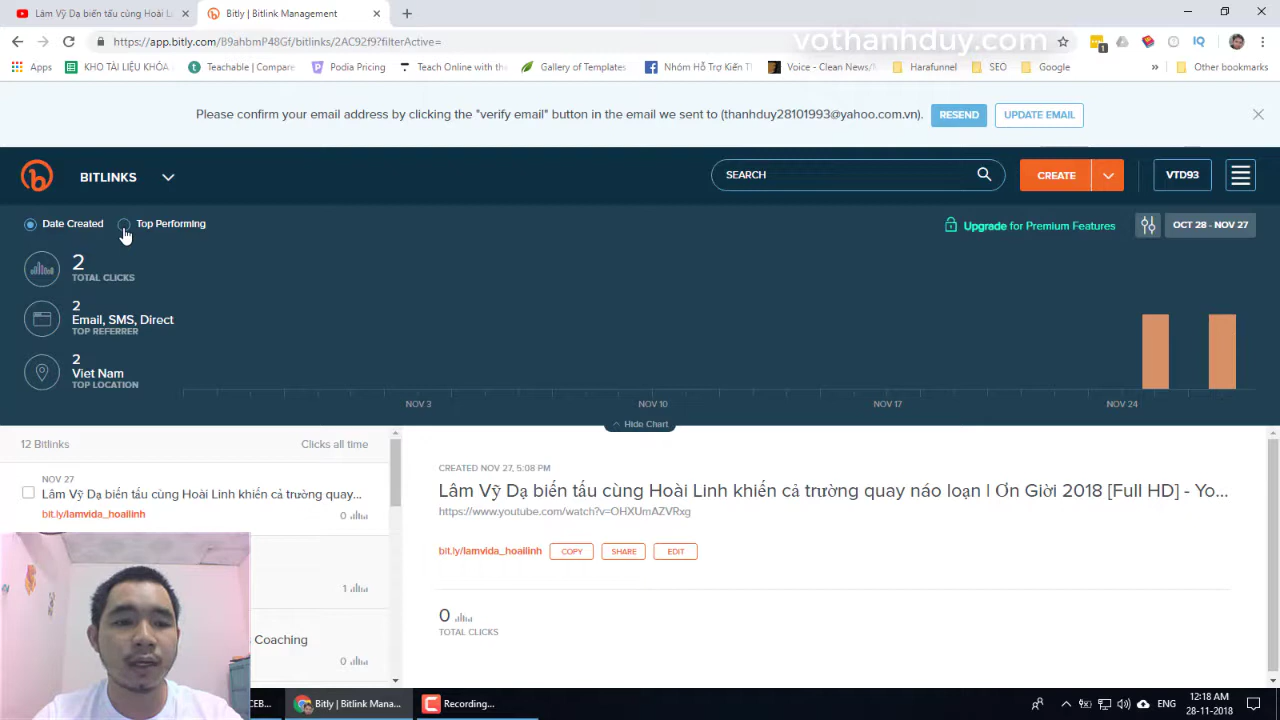 Lâm Vỹ Dạ biến tấu cùng Hoài Li
Bitly | Bitlink Management
https://app.bitly.com/B9ahbmP48Gf/bitlinks/2AC92f9?filterActive=
vothanhduy.com
Apps
KHO TÀI LIỆU KHÓA
Teachable | Compare
Podia Pricing
Teach Online with the
Gallery of Templates
Nhóm Hỗ Trợ Kiến T
Voice - Clean News/M
Harafunnel
SEO
Google
»
Other bookmarks
Please confirm your email address by clicking the "verify email" button in the email we sent to (thanhduy28101993@yahoo.com.vn).
RESEND
UPDATE EMAIL
BITLINKS
SEARCH
CREATE
VTD93
Date Created
Top Performing
Upgrade for Premium Features
OCT 28 - NOV 27
2
TOTAL CLICKS
2
Email, SMS, Direct
TOP REFERRER
2
Viet Nam
TOP LOCATION
NOV 3
NOV 10
NOV 17
NOV 24
Hide Chart
12 Bitlinks
Clicks all time
NOV 27
Lâm Vỹ Dạ biến tấu cùng Hoài Linh khiến cả trường quay...
bit.ly/lamvida_hoailinh
0
1
Coaching
0
CREATED NOV 27, 5:08 PM
Lâm Vỹ Dạ biến tấu cùng Hoài Linh khiến cả trường quay náo loạn | Ơn Giời 2018 [Full HD] - Yo...
https://www.youtube.com/watch?v=OHXUmAZVRxg
bit.ly/lamvida_hoailinh
COPY
SHARE
EDIT
0
TOTAL CLICKS
Bitly | Bitlink Mana...
Recording...
ENG
12:18 AM
28-11-2018